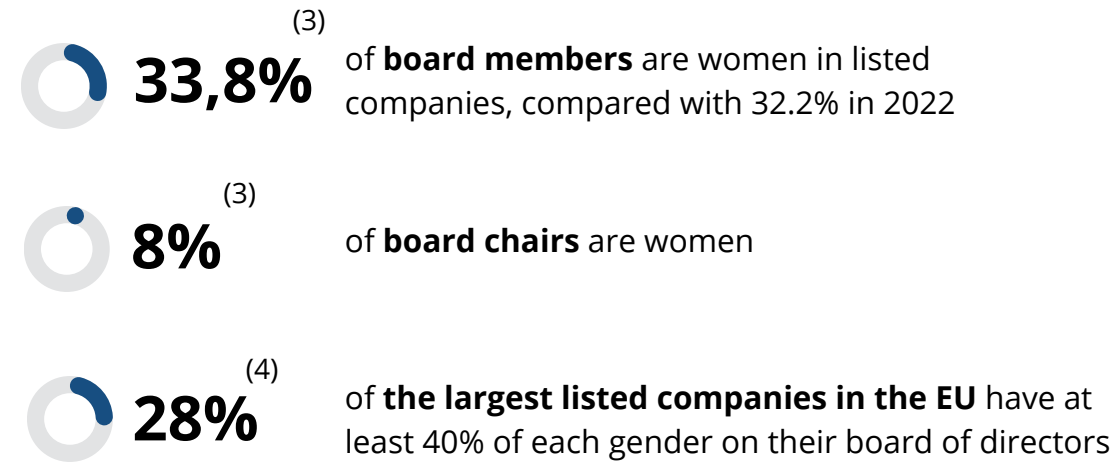 (3)
33,8%
of board members are women in listed
companies, compared with 32.2% in 2022
(3)
8%
of board chairs are women
(4)
28%
of the largest listed companies in the EU have at
least 40% of each gender on their board of directors